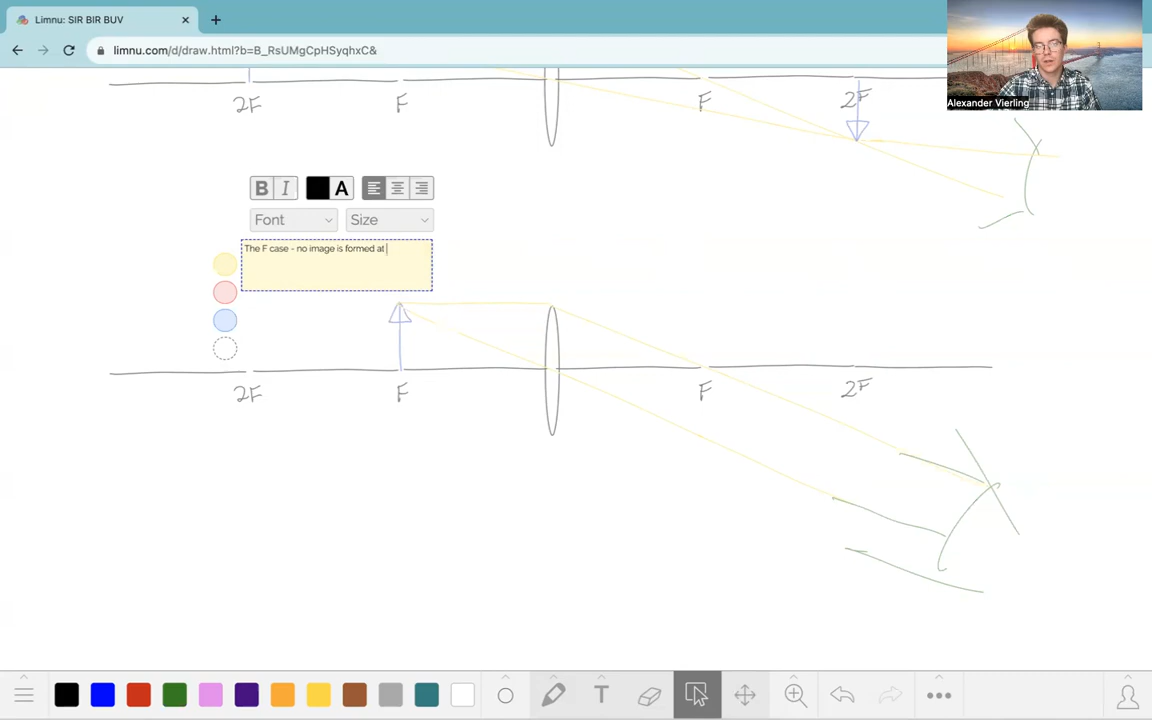 Limnu: SIR BIR BUV
limnu.com/d/draw.html?b=B_RsUMgCpHSyqhxC&
Alexander Vierling
2F F F 2F
B I A
Font Size
The F case - no image is formed at
2F F F 2F
T